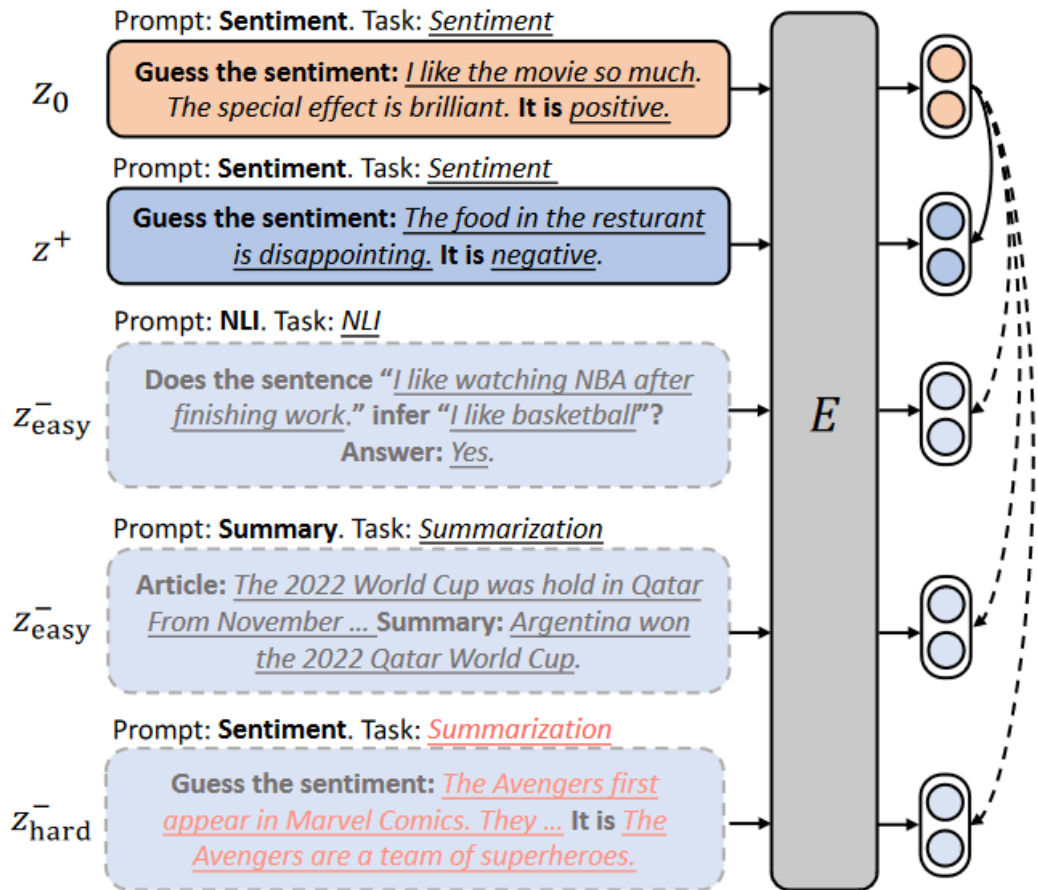 Prompt: Sentiment. Task: Sentiment
z₀
Guess the sentiment: I like the movie so much.
The special effect is brilliant. It is positive.
Prompt: Sentiment. Task: Sentiment
z⁺
Guess the sentiment: The food in the resturant
is disappointing. It is negative.
Prompt: NLI. Task: NLI
z⁻easy
Does the sentence “I like watching NBA after
finishing work.” infer “I like basketball”?
Answer: Yes.
E
Prompt: Summary. Task: Summarization
z⁻easy
Article: The 2022 World Cup was hold in Qatar
From November ... Summary: Argentina won
the 2022 Qatar World Cup.
Prompt: Sentiment. Task: Summarization
z⁻hard
Guess the sentiment: The Avengers first
appear in Marvel Comics. They ... It is The
Avengers are a team of superheroes.